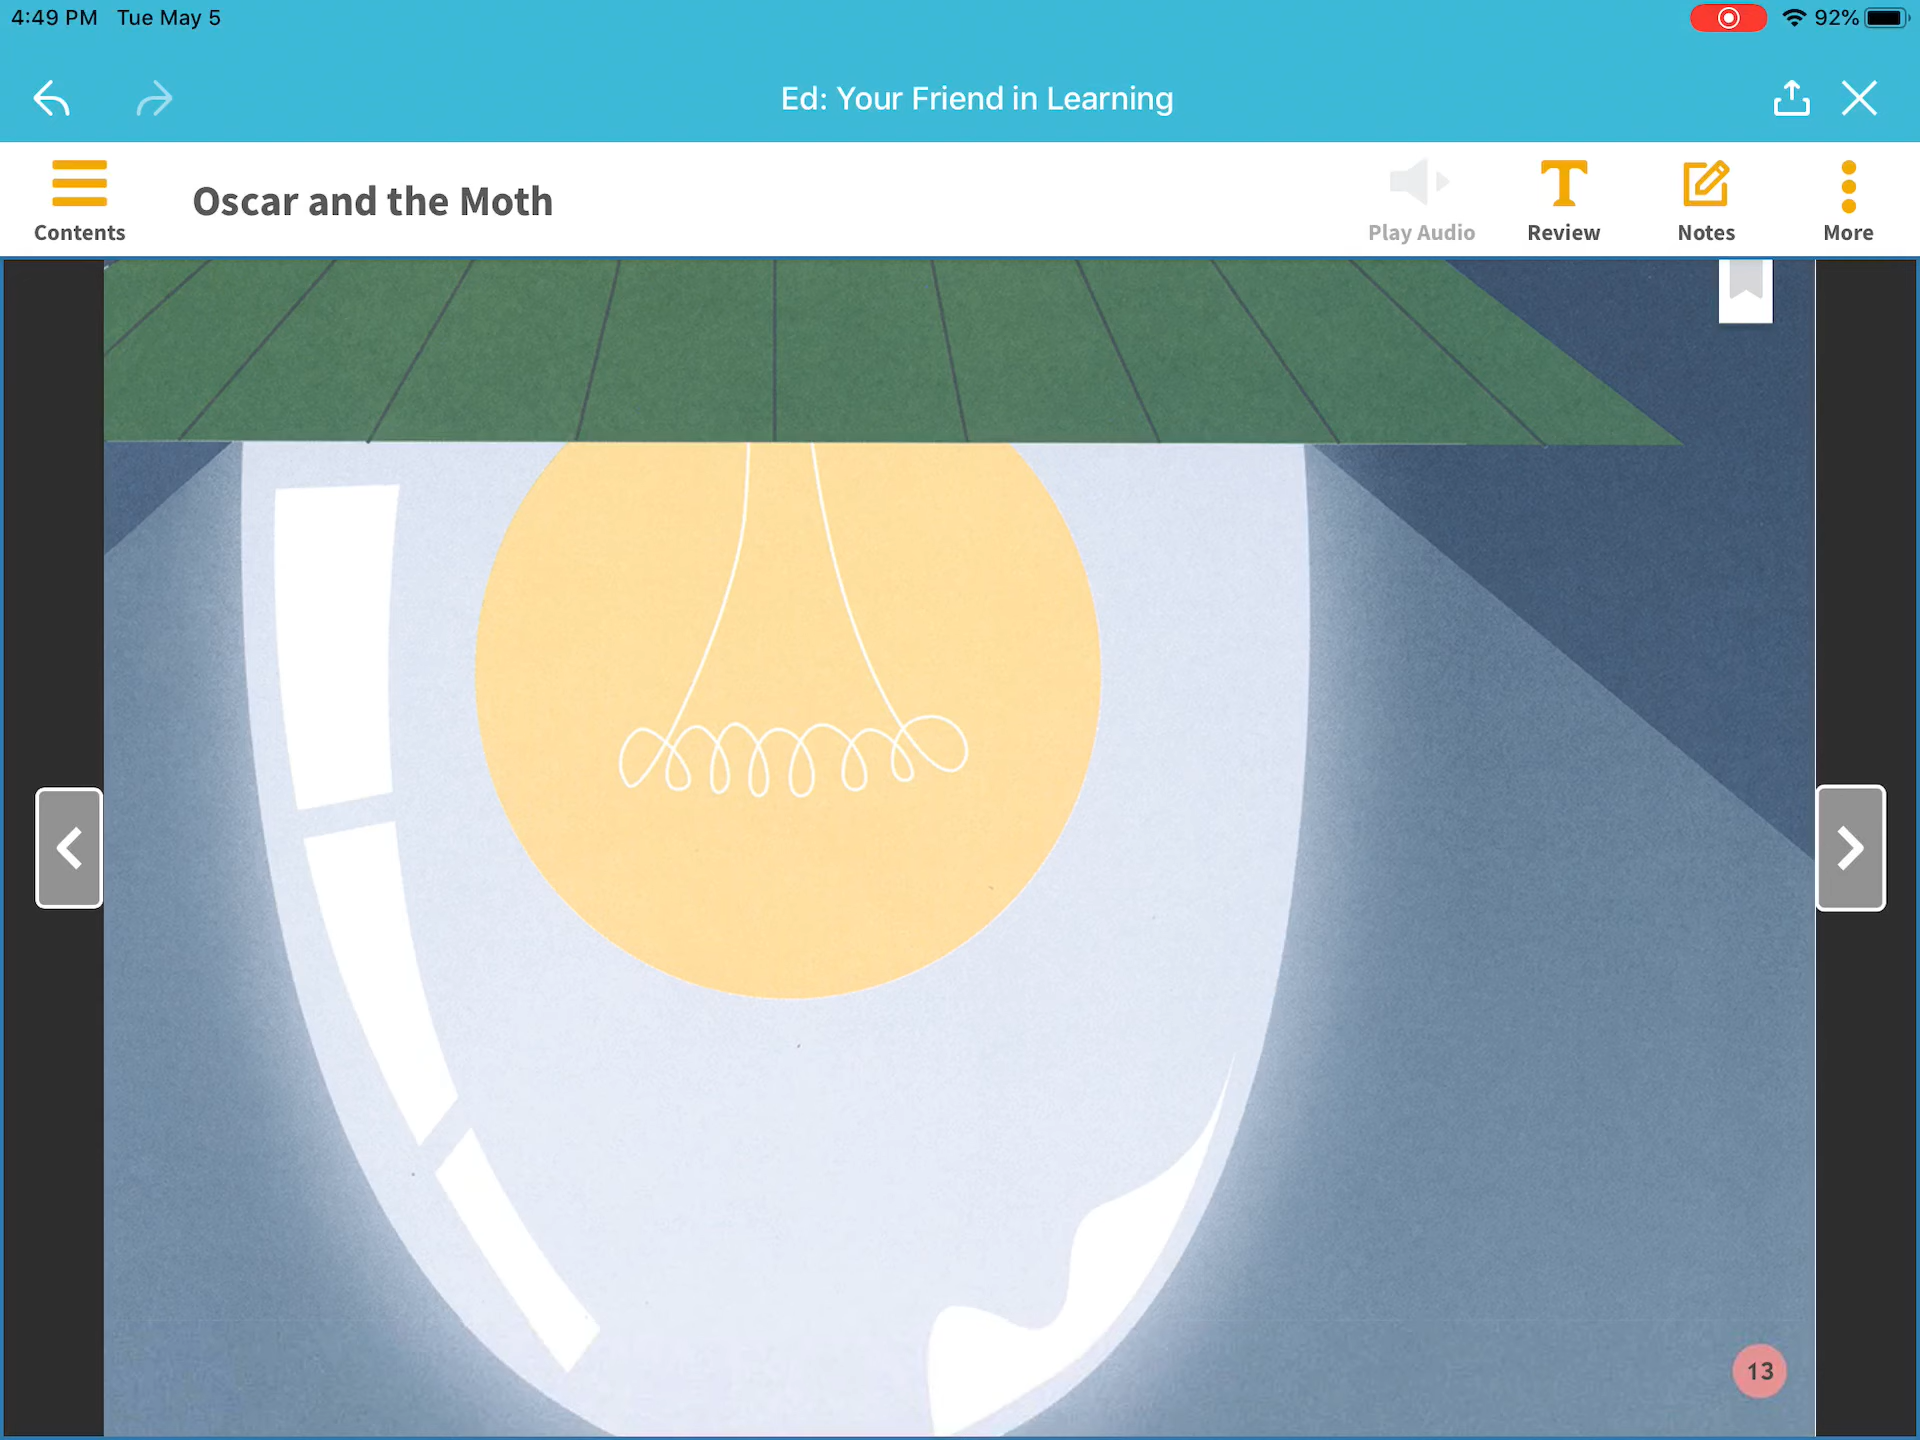 4:49 PM Tue May 5
92%
Ed: Your Friend in Learning
Contents
Oscar and the Moth
Play Audio
Review
Notes
More
13